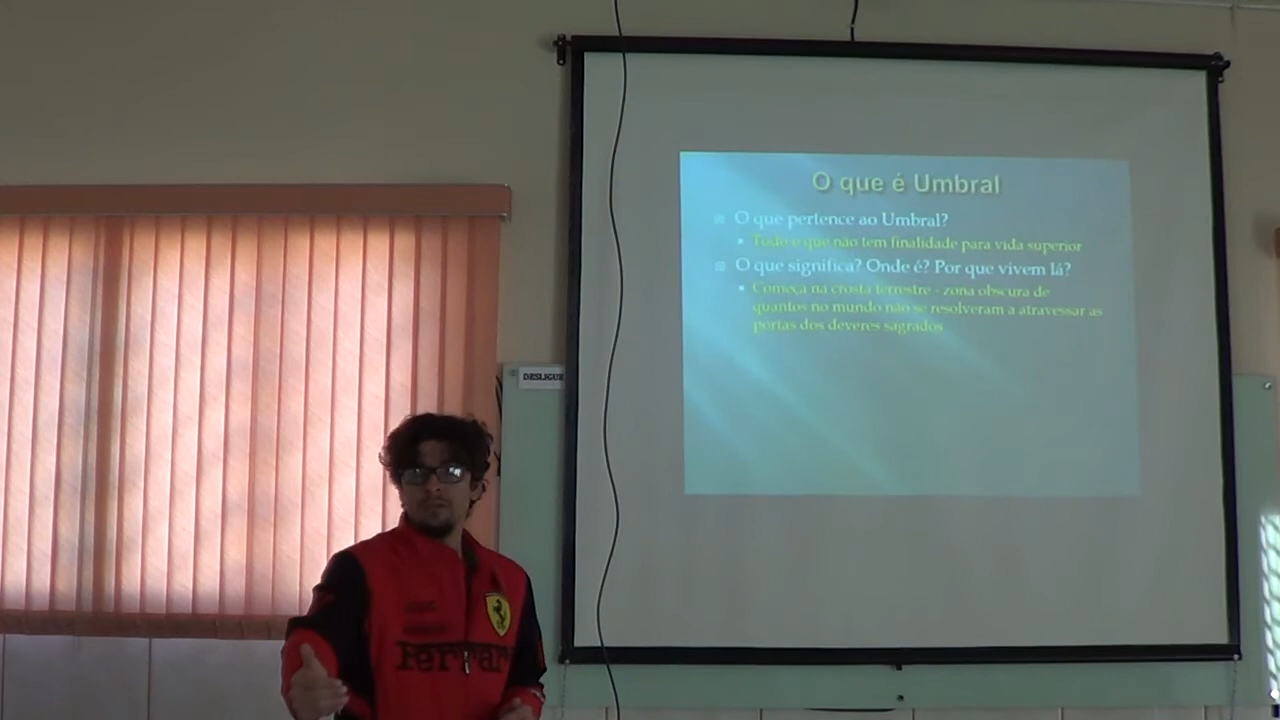 O que é Umbral
O que pertence ao Umbral?
Todo o que não tem finalidade para vida superior
O que significa? Onde é? Por que vivem lá?
Começa na crosta terrestre - zona obscura de
quantos no mundo não se resolveram a atravessar as
portas dos deveres sagrados
DESLIGUE
Ferrari